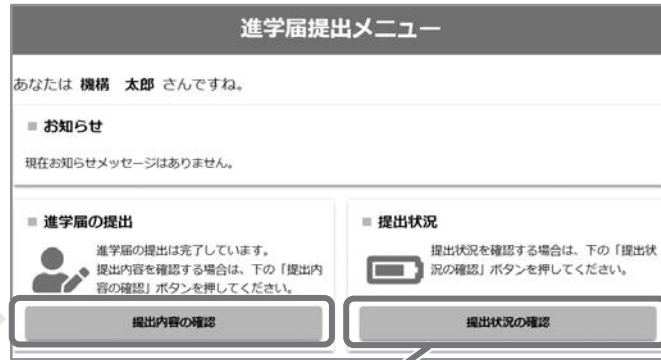 進学届提出メニュー
あなたは 機構 太郎 さんですね。
お知らせ
現在お知らせメッセージはありません。
進学届の提出
進学届の提出は完了しています。
提出内容を確認する場合は、下の「提出内
容の確認」ボタンを押してください。
提出内容の確認
提出状況
提出状況を確認する場合は、下の「提出状
況の確認」ボタンを押してください。
提出状況の確認